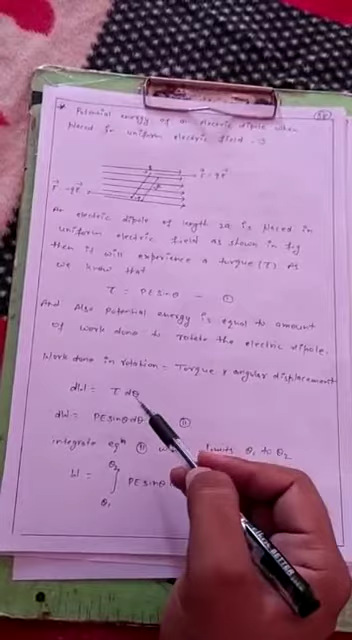 * Potential energy of an electric dipole when
placed in uniform electric field :-
F = qE
F -qE
An electric dipole of length 2a is placed in
uniform electric field as shown in fig
then it will experience a torque (T) As
we know that
T = PE sinθ - ①
And Also potential energy is equal to amount
of work done to rotate the electric dipole.
Work done in rotation = Torque x angular displacement
dW = T dθ
dW = PE sinθ dθ ②
integrate eqn ② limits θ1 to θ2
θ2
W = ∫ PE sinθ
θ1